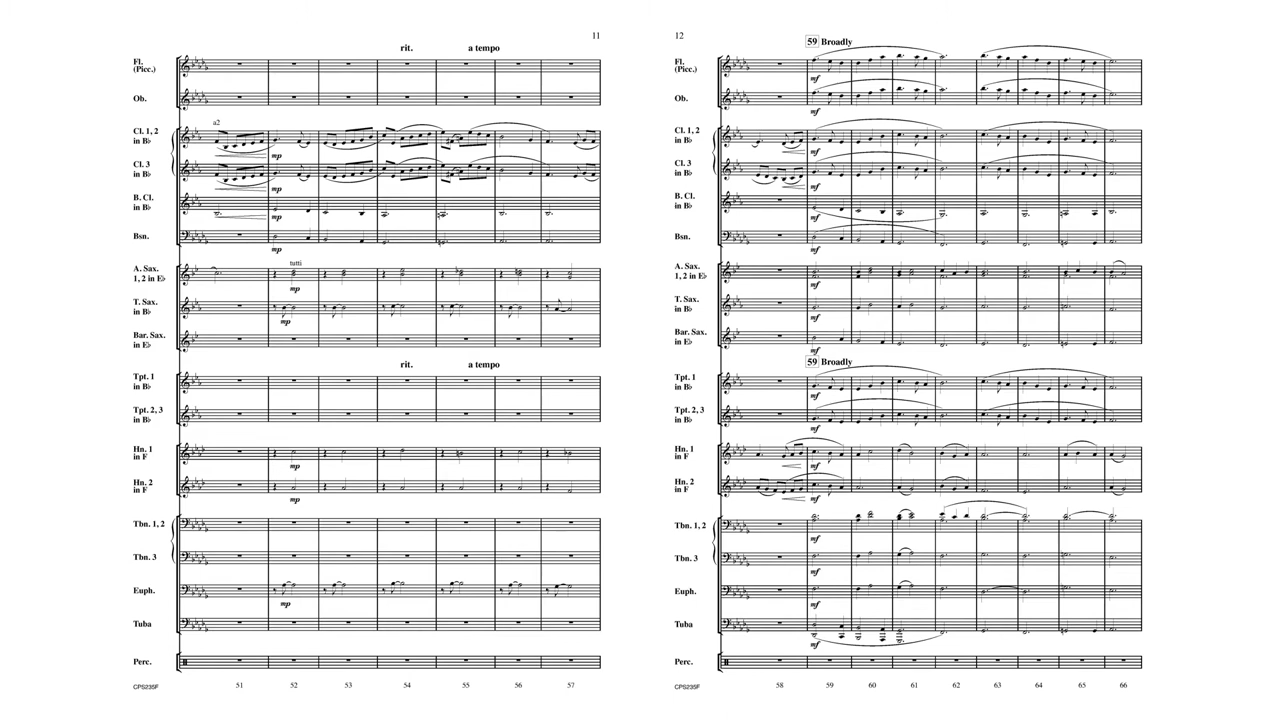 11
rit. a tempo
Fl.
(Picc.)
Ob.
a2
Cl. 1, 2
in B♭
mp
Cl. 3
in B♭
mp
B. Cl.
in B♭
mp
Bsn.
mp
tutti
A. Sax.
1, 2 in E♭
mp
T. Sax.
in B♭
mp
Bar. Sax.
in E♭
rit. a tempo
Tpt. 1
in B♭
Tpt. 2, 3
in B♭
Hn. 1
in F
mp
Hn. 2
in F
mp
Tbn. 1, 2
Tbn. 3
Euph.
mp
Tuba
Perc.
CPS235F 51 52 53 54 55 56 57
12
59 Broadly
Fl.
(Picc.)
mf
Ob.
mf
Cl. 1, 2
in B♭
mf
Cl. 3
in B♭
mf
B. Cl.
in B♭
mf
Bsn.
mf
A. Sax.
1, 2 in E♭
mf
T. Sax.
in B♭
mf
Bar. Sax.
in E♭
mf
59 Broadly
Tpt. 1
in B♭
mf
Tpt. 2, 3
in B♭
mf
Hn. 1
in F
mf
Hn. 2
in F
mf
Tbn. 1, 2
mf
Tbn. 3
mf
Euph.
mf
Tuba
mf
Perc.
CPS235F 58 59 60 61 62 63 64 65 66